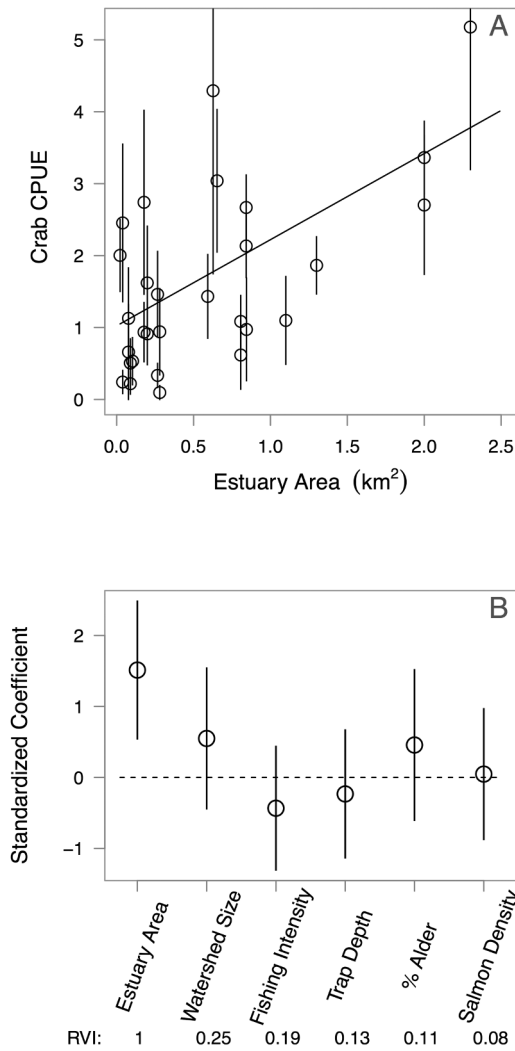 A
5
4
3
2
1
0
Crab CPUE
0.0 0.5 1.0 1.5 2.0 2.5
Estuary Area (km²)
B
2
1
0
−1
Standardized Coefficient
Estuary Area
Watershed Size
Fishing Intensity
Trap Depth
% Alder
Salmon Density
RVI: 1 0.25 0.19 0.13 0.11 0.08